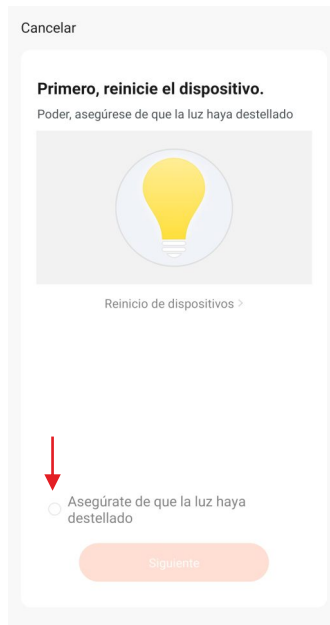 Cancelar
Primero, reinicie el dispositivo.
Poder, asegúrese de que la luz haya destellado
Reinicio de dispositivos >
Asegúrate de que la luz haya
destellado
Siguiente